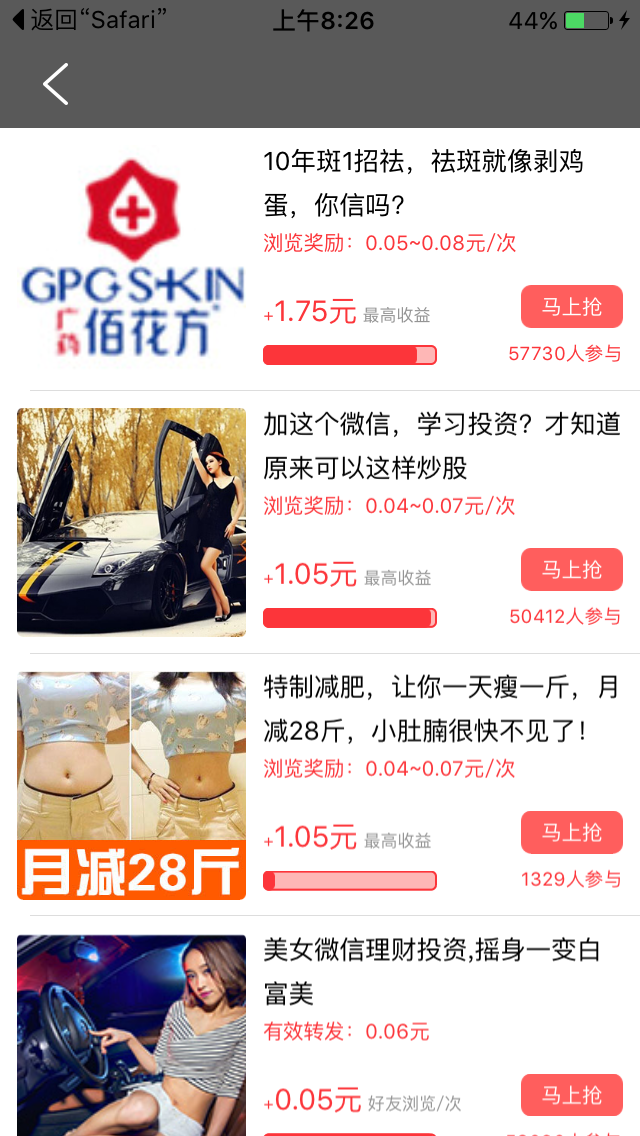 返回“Safari”
上午8:26
44%
GPGSKIN
广药
佰花方
10年斑1招祛，祛斑就像剥鸡
蛋，你信吗？
浏览奖励：0.05~0.08元/次
+1.75元 最高收益
马上抢
57730人参与
加这个微信，学习投资？才知道
原来可以这样炒股
浏览奖励：0.04~0.07元/次
+1.05元 最高收益
马上抢
50412人参与
月减28斤
特制减肥，让你一天瘦一斤，月
减28斤，小肚腩很快不见了！
浏览奖励：0.04~0.07元/次
+1.05元 最高收益
马上抢
1329人参与
美女微信理财投资,摇身一变白
富美
有效转发：0.06元
+0.05元 好友浏览/次
马上抢